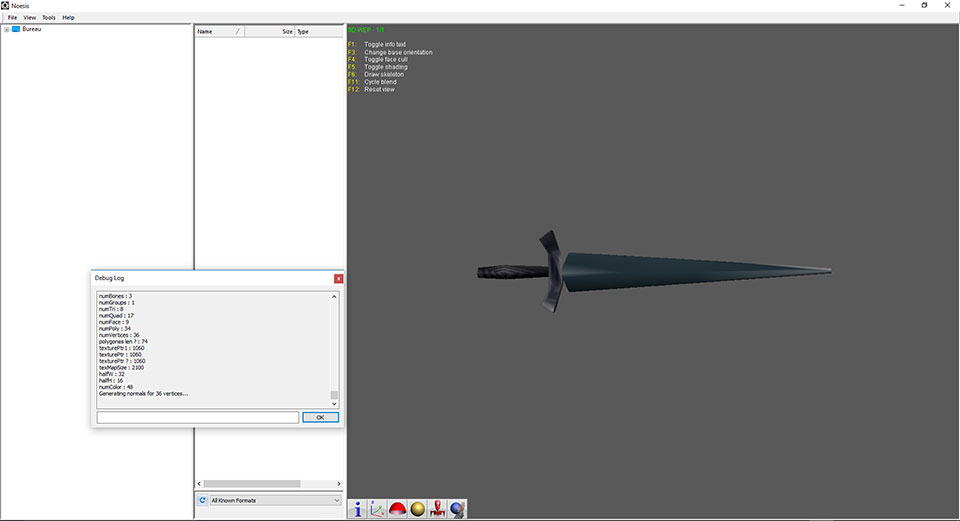 Noesis
File View Tools Help
Bureau
Name Size Type
3D WEP - 1/1
F1: Toggle info text
F3: Change base orientation
F4: Toggle face cull
F5: Toggle shading
F6: Draw skeleton
F11: Cycle blend
F12: Reset view
Debug Log
numBones : 3
numGroups : 1
numTri : 8
numQuad : 17
numFace : 9
numPoly : 34
numVertices : 36
polygones len ? : 74
texturePtr1 : 1060
texturePtr : 1060
texturePtr ? : 1060
texMapSize : 2100
halfW : 32
halfH : 16
numColor : 48
Generating normals for 36 vertices...
OK
All Known Formats